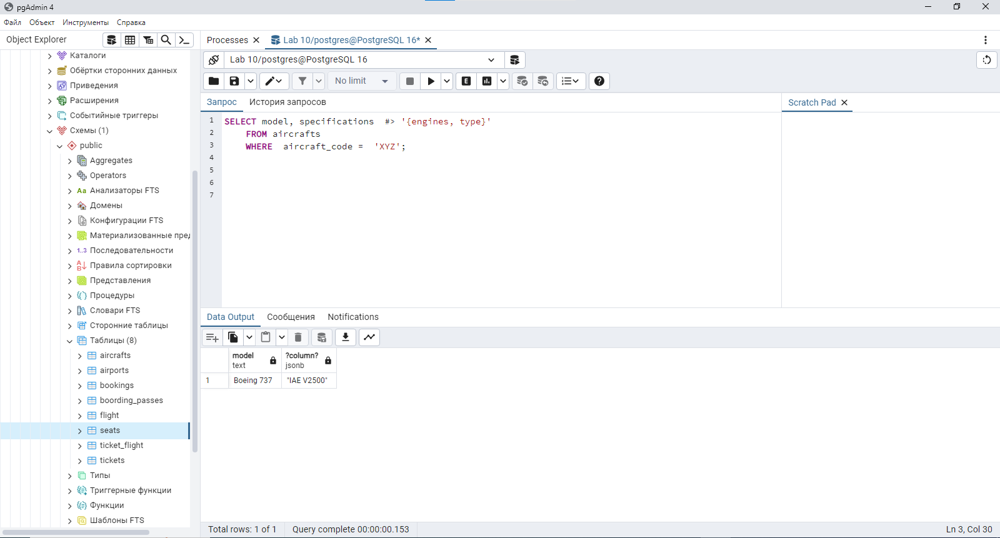 pgAdmin 4
Файл Объект Инструменты Справка
Object Explorer
Processes
Lab 10/postgres@PostgreSQL 16*
Каталоги
Обёртки сторонних данных
Приведения
Расширения
Событийные триггеры
Схемы (1)
public
Aggregates
Operators
Aa Анализаторы FTS
Домены
Конфигурации FTS
Материализованные пред
1..3 Последовательности
Правила сортировки
Представления
Процедуры
Словари FTS
Сторонние таблицы
Таблицы (8)
aircrafts
airports
bookings
boording_passes
flight
seats
ticket_flight
tickets
Типы
Триггерные функции
Функции
Шаблоны FTS
Lab 10/postgres@PostgreSQL 16
No limit
E
Запрос История запросов
Scratch Pad
1 SELECT model, specifications  #> '{engines, type}'
2     FROM aircrafts
3     WHERE  aircraft_code =  'XYZ';
4
5
6
7
Data Output Сообщения Notifications
model ?column?
text jsonb
1 Boeing 737 "IAE V2500"
Total rows: 1 of 1 Query complete 00:00:00.153 Ln 3, Col 30